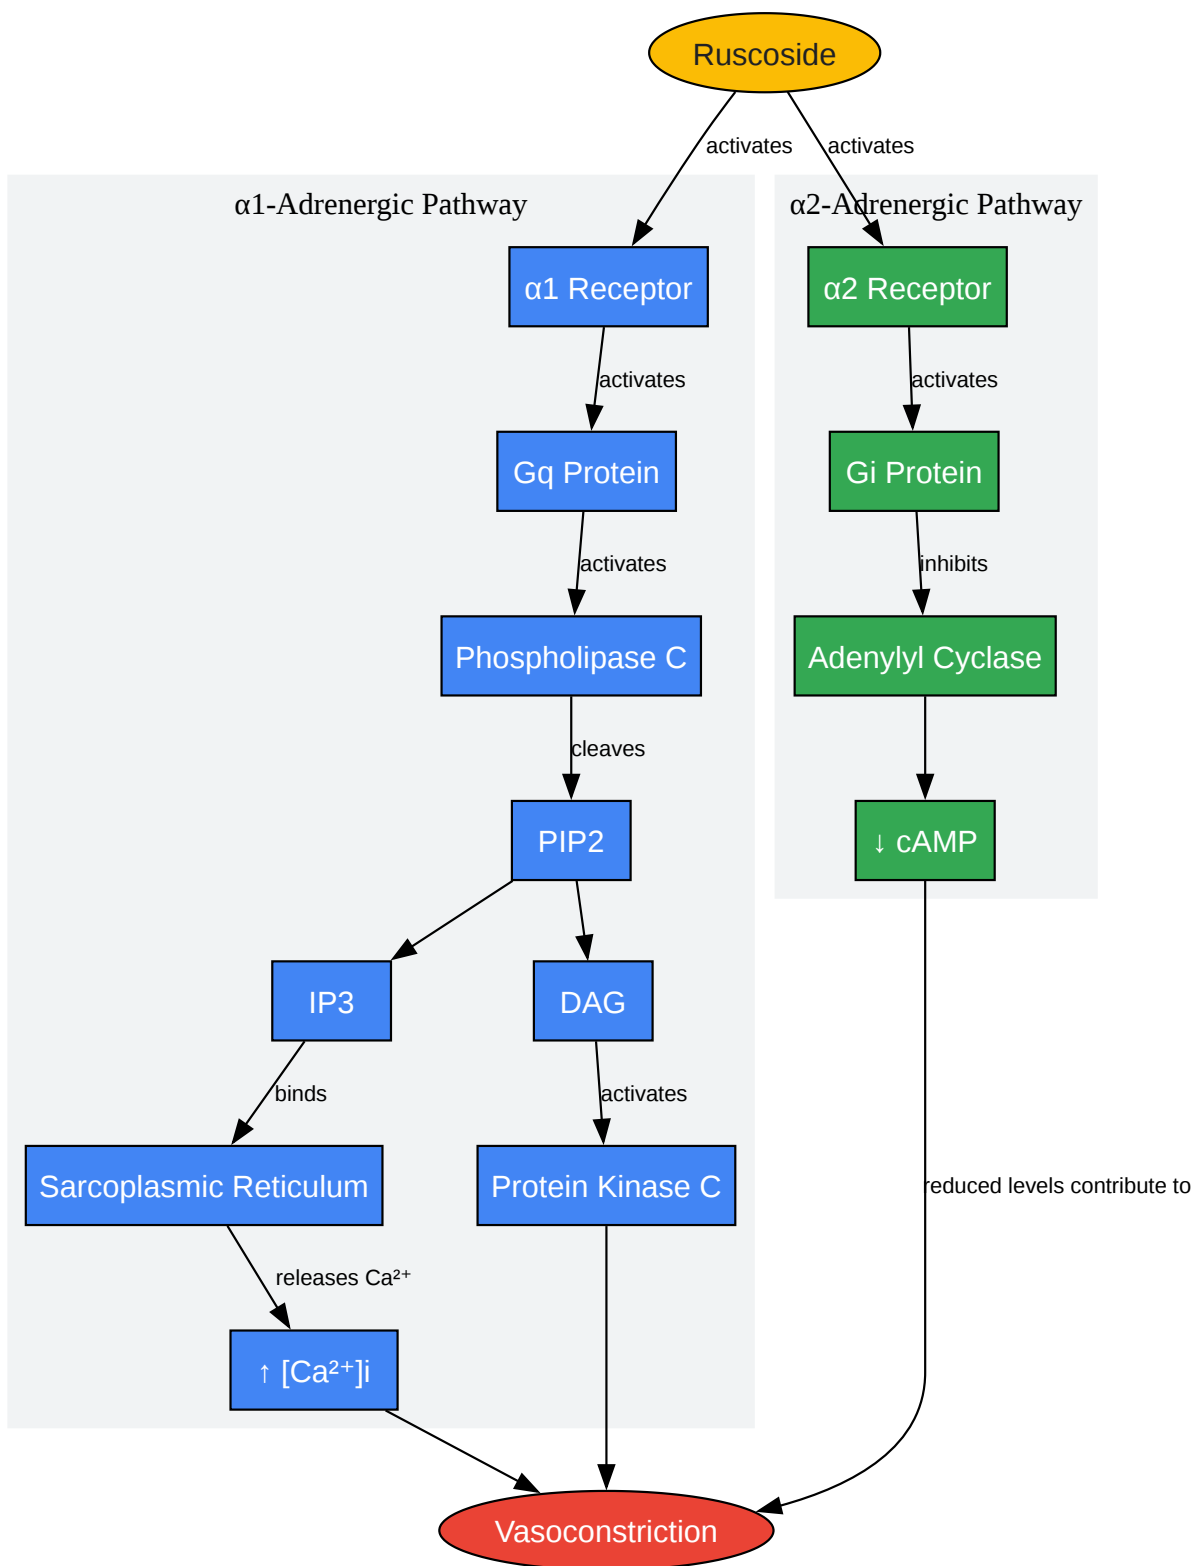 Ruscoside
activates
activates
α1-Adrenergic Pathway
α2-Adrenergic Pathway
α1 Receptor
α2 Receptor
activates
activates
Gq Protein
Gi Protein
activates
inhibits
Phospholipase C
Adenylyl Cyclase
cleaves
PIP2
↓ cAMP
IP3
DAG
binds
activates
Sarcoplasmic Reticulum
Protein Kinase C
reduced levels contribute to
releases Ca²⁺
↑ [Ca²⁺]i
Vasoconstriction